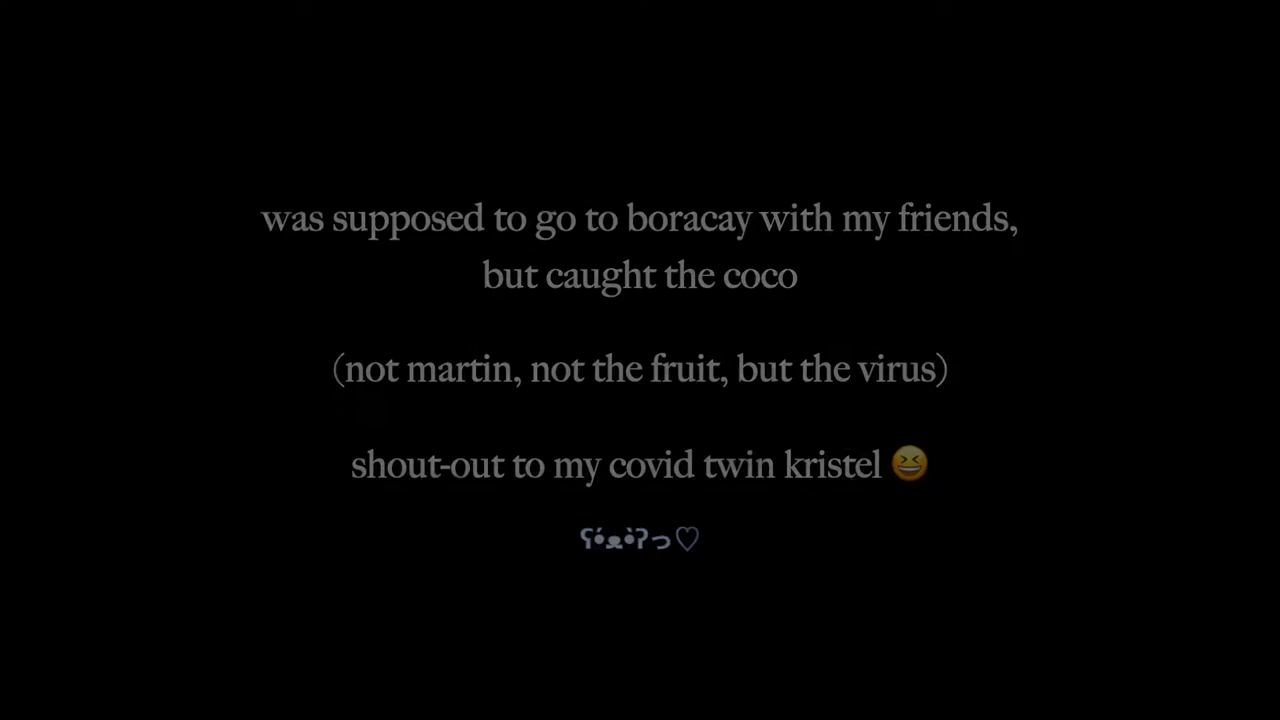 was supposed to go to boracay with my friends,
but caught the coco
(not martin, not the fruit, but the virus)
shout-out to my covid twin kristel 😆
ʕ•́ᴥ•̀ʔっ♡